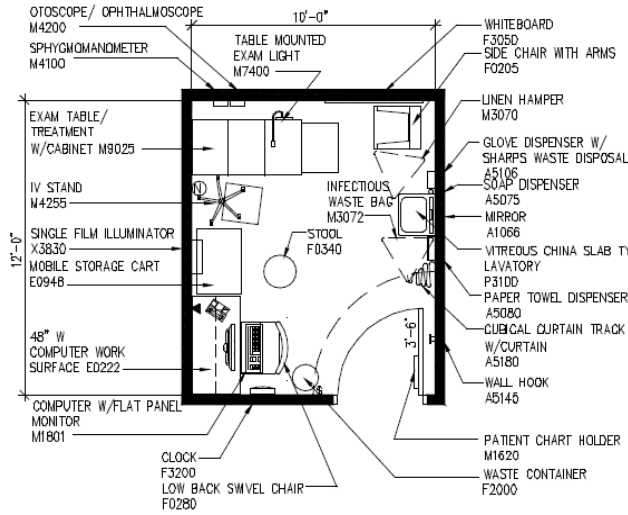 OTOSCOPE/ OPHTHALMOSCOPE
M4200
SPHYGMOMANOMETER
M4100
10'-0"
TABLE MOUNTED
EXAM LIGHT
M7400
WHITEBOARD
F3050
SIDE CHAIR WITH ARMS
F0205
EXAM TABLE/
TREATMENT
W/CABINET M9025
LINEN HAMPER
M3070
GLOVE DISPENSER W/
SHARPS WASTE DISPOSAL
A5106
SOAP DISPENSER
A5075
IV STAND
M4255
N
INFECTIOUS
WASTE BAG
M3072
MIRROR
A1066
12'-0"
SINGLE FILM ILLUMINATOR
X3830
STOOL
F0340
VITREOUS CHINA SLAB TY
LAVATORY
P3100
MOBILE STORAGE CART
E0948
PAPER TOWEL DISPENSER
A5080
48" W
COMPUTER WORK
SURFACE E0222
3'-6"
CUBICAL CURTAIN TRACK
W/CURTAIN
A5180
WALL HOOK
A5145
COMPUTER W/FLAT PANEL
MONITOR
M1801
PATIENT CHART HOLDER
M1620
CLOCK
F3200
LOW BACK SWIVEL CHAIR
F0280
WASTE CONTAINER
F2000